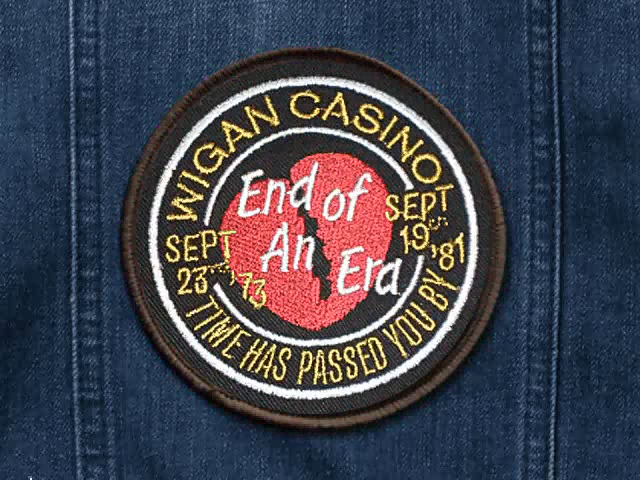 WIGAN CASINO
End of
An Era
SEPT
23rd '73
SEPT
19th '81
TIME HAS PASSED YOU BY